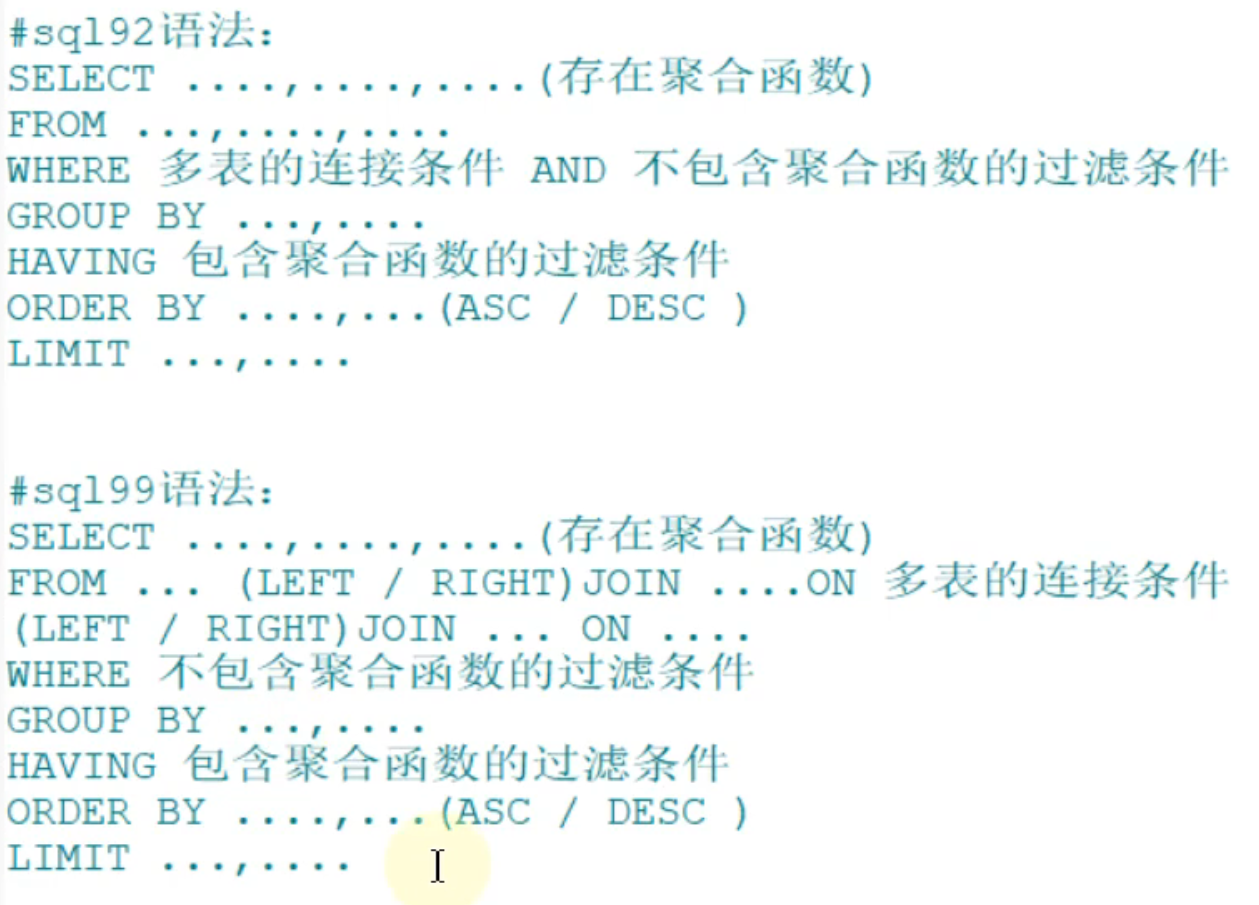 #sql92语法：
SELECT ....,....,....(存在聚合函数)
FROM ...,....,....
WHERE 多表的连接条件 AND 不包含聚合函数的过滤条件
GROUP BY ...,....
HAVING 包含聚合函数的过滤条件
ORDER BY ....,...(ASC / DESC )
LIMIT ...,....
#sql99语法：
SELECT ....,....,....(存在聚合函数)
FROM ... (LEFT / RIGHT)JOIN ....ON 多表的连接条件
(LEFT / RIGHT)JOIN ... ON ....
WHERE 不包含聚合函数的过滤条件
GROUP BY ...,....
HAVING 包含聚合函数的过滤条件
ORDER BY ....,...(ASC / DESC )
LIMIT ...,....